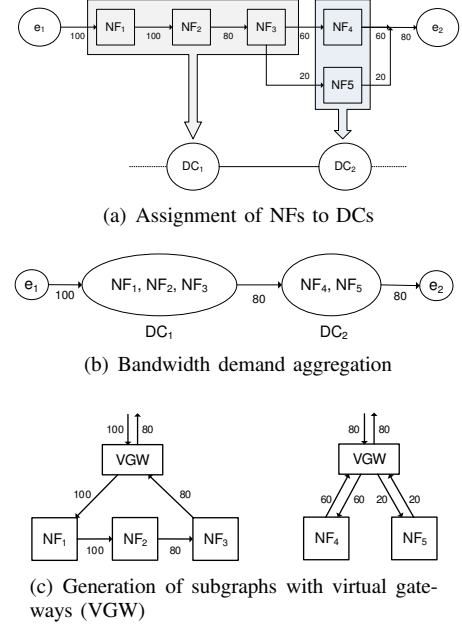 e1 100 NF1 100 NF2 80 NF3 60 NF4 60 80 e2
20 NF5 20
DC1 DC2
(a) Assignment of NFs to DCs
e1 100 NF1, NF2, NF3 80 NF4, NF5 80 e2
DC1 DC2
(b) Bandwidth demand aggregation
100 80 80 80
VGW VGW
100 80 60 60 20 20
NF1 100 NF2 80 NF3 NF4 NF5
(c) Generation of subgraphs with virtual gate-
ways (VGW)